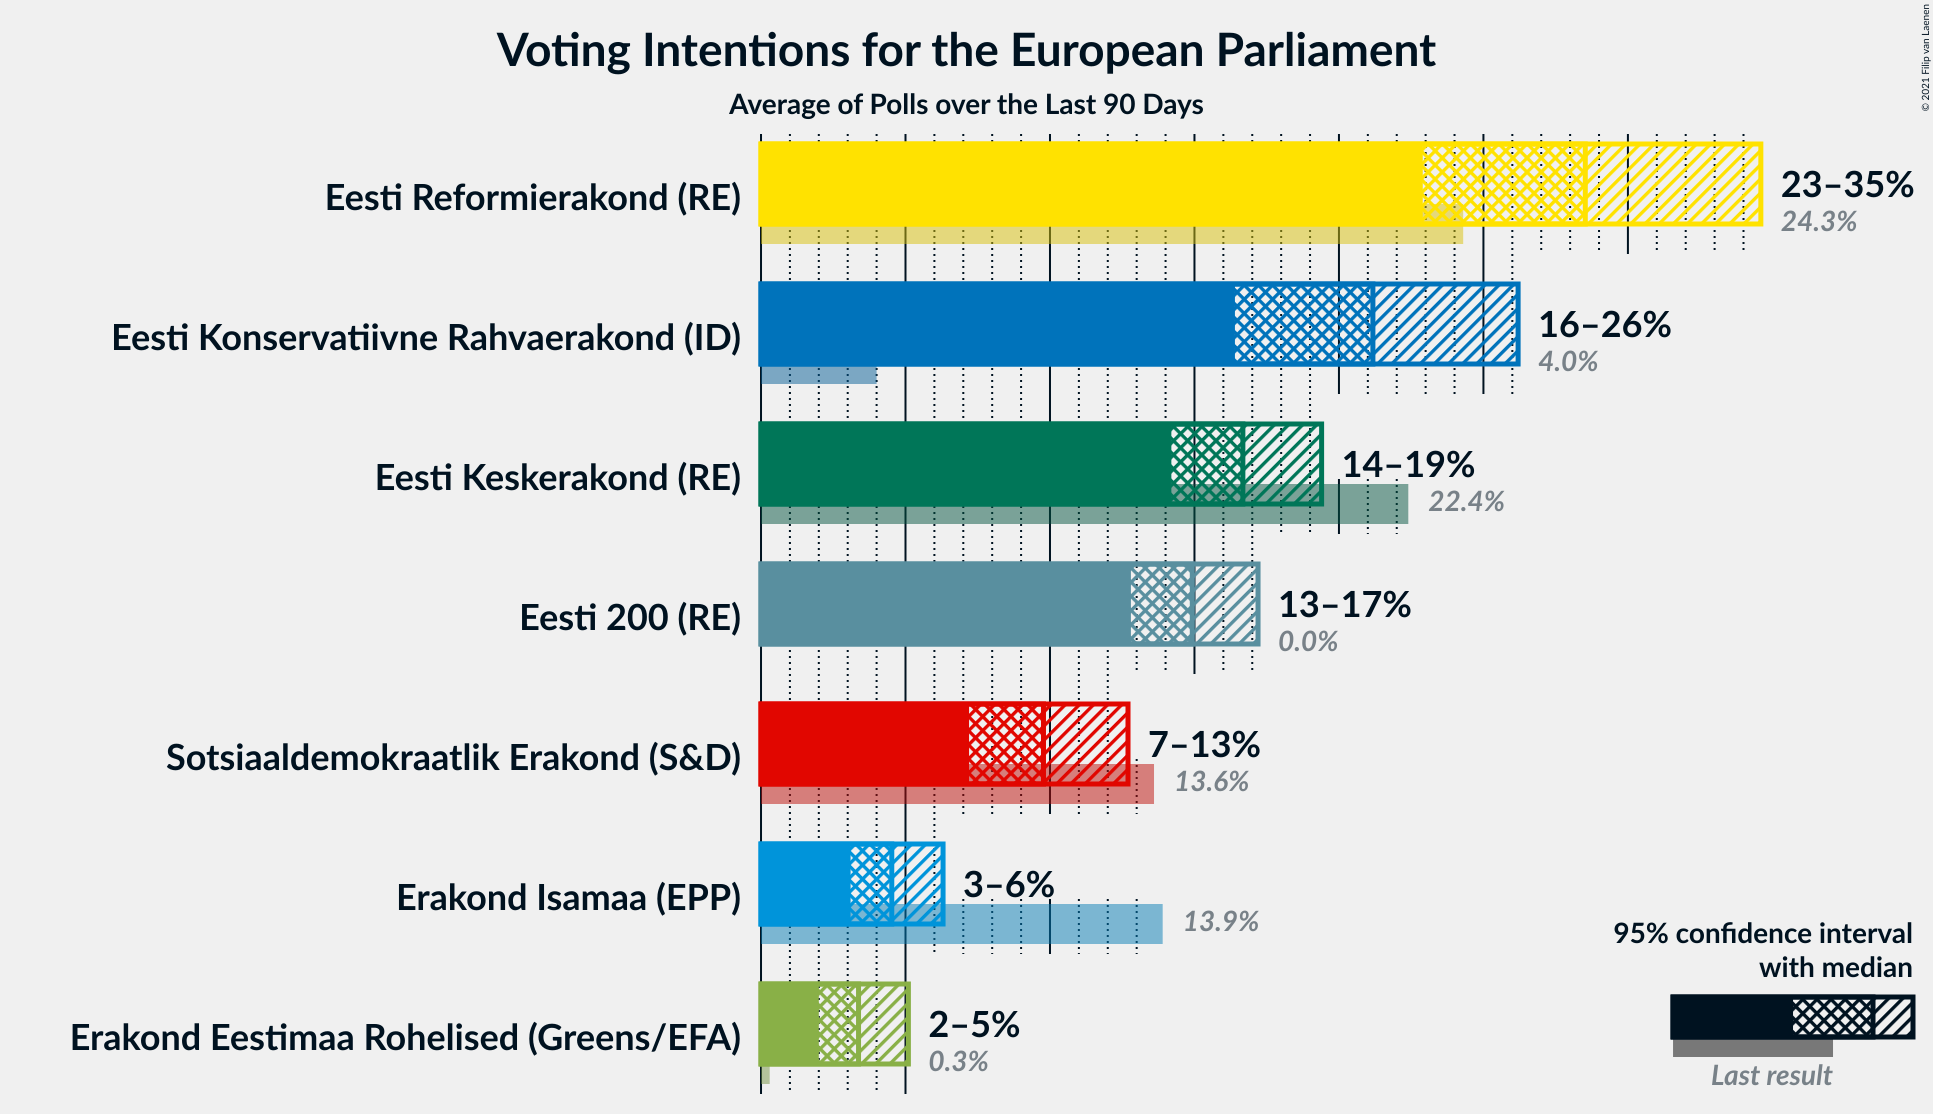 Voting Intentions for the European Parliament
Average of Polls over the Last 90 Days
© 2021 Filip van Laenen
Eesti Reformierakond (RE)
23–35%
24.3%
Eesti Konservatiivne Rahvaerakond (ID)
16–26%
4.0%
Eesti Keskerakond (RE)
14–19%
22.4%
Eesti 200 (RE)
13–17%
0.0%
Sotsiaaldemokraatlik Erakond (S&D)
7–13%
13.6%
Erakond Isamaa (EPP)
3–6%
13.9%
Erakond Eestimaa Rohelised (Greens/EFA)
2–5%
0.3%
95% confidence interval
with median
Last result